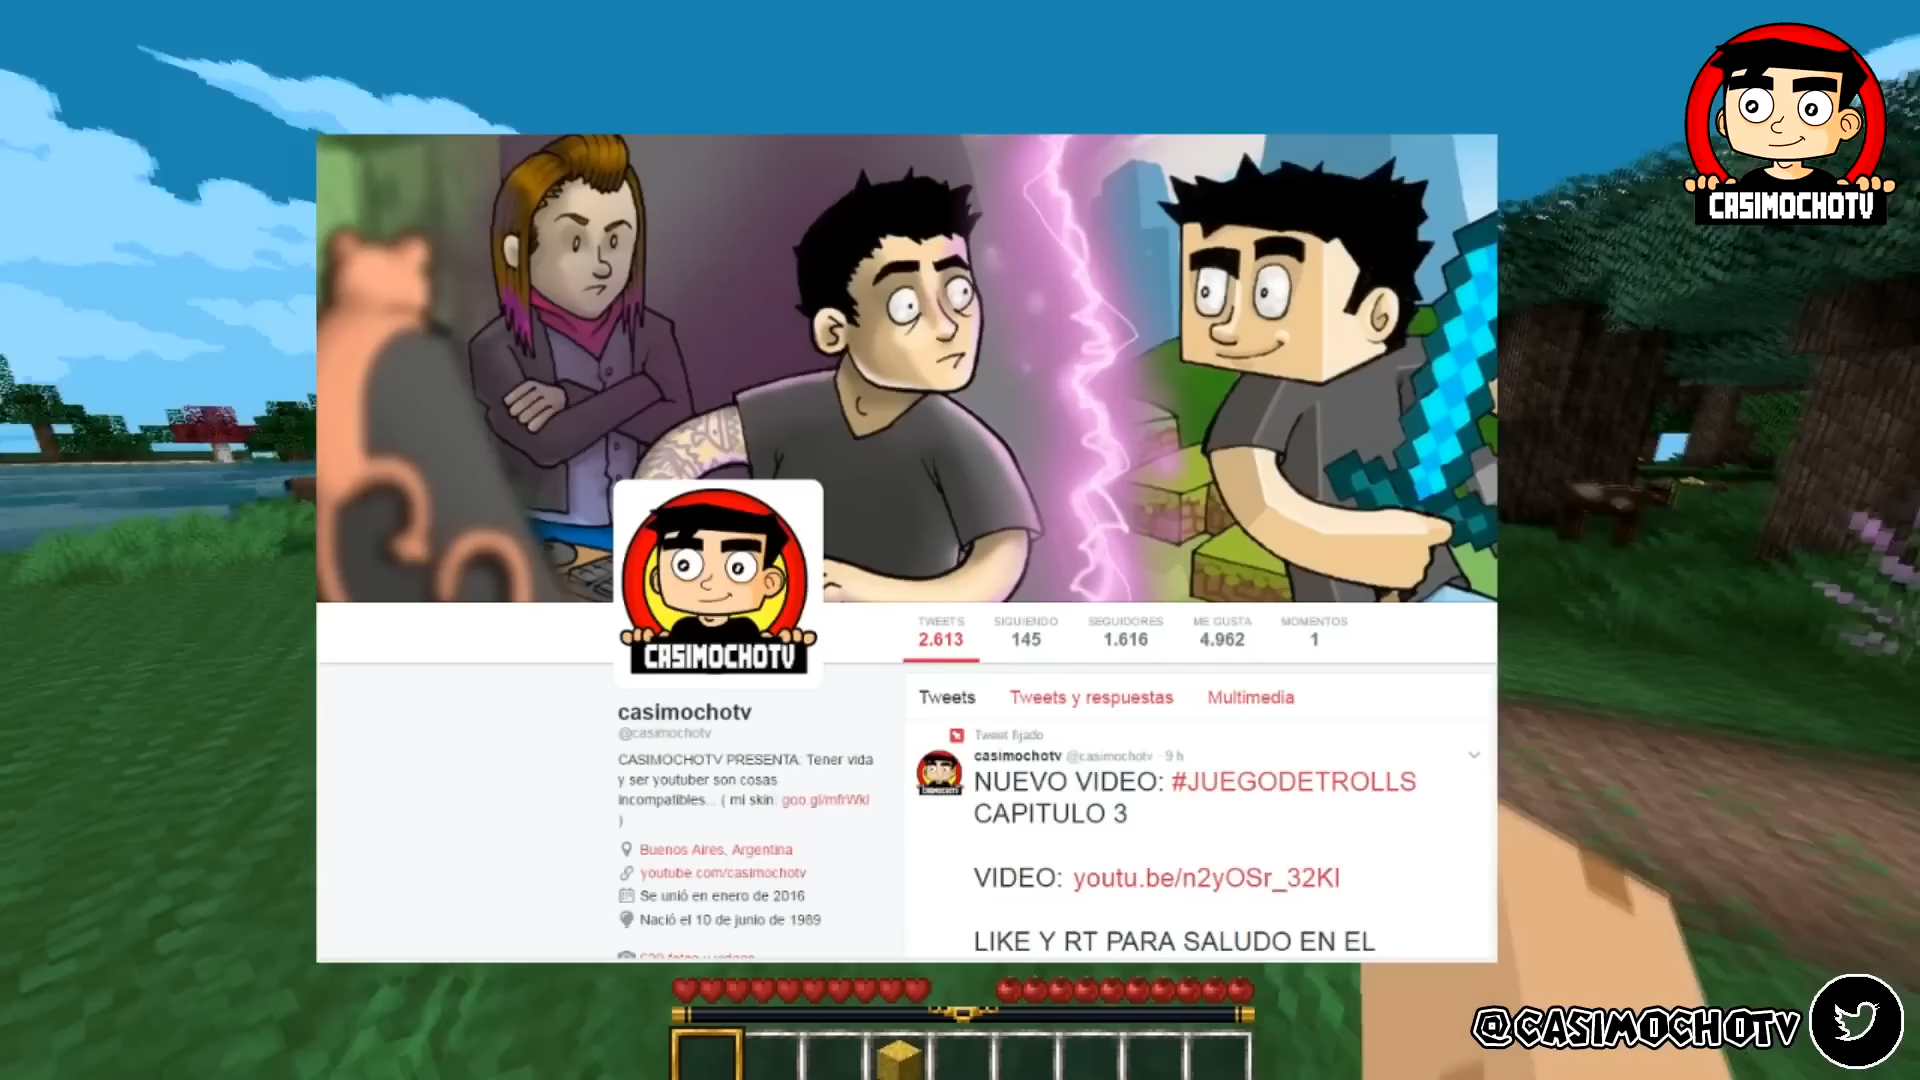 CASIMOCHOTV
CASIMOCHOTV
TWEETS
2.613
SIGUIENDO
145
SEGUIDORES
1.616
ME GUSTA
4.962
MOMENTOS
1
casimochotv
@casimochotv
CASIMOCHOTV PRESENTA: Tener vida
y ser youtuber son cosas
incompatibles... ( mi skin: goo.gl/mfrWkl
)
Buenos Aires, Argentina
youtube.com/casimochotv
Se unió en enero de 2016
Nació el 10 de junio de 1989
Tweets Tweets y respuestas Multimedia
Tweet fijado
casimochotv @casimochotv · 9 h
NUEVO VIDEO: #JUEGODETROLLS
CAPITULO 3
VIDEO: youtu.be/n2yOSr_32KI
LIKE Y RT PARA SALUDO EN EL
@CASIMOCHOTV